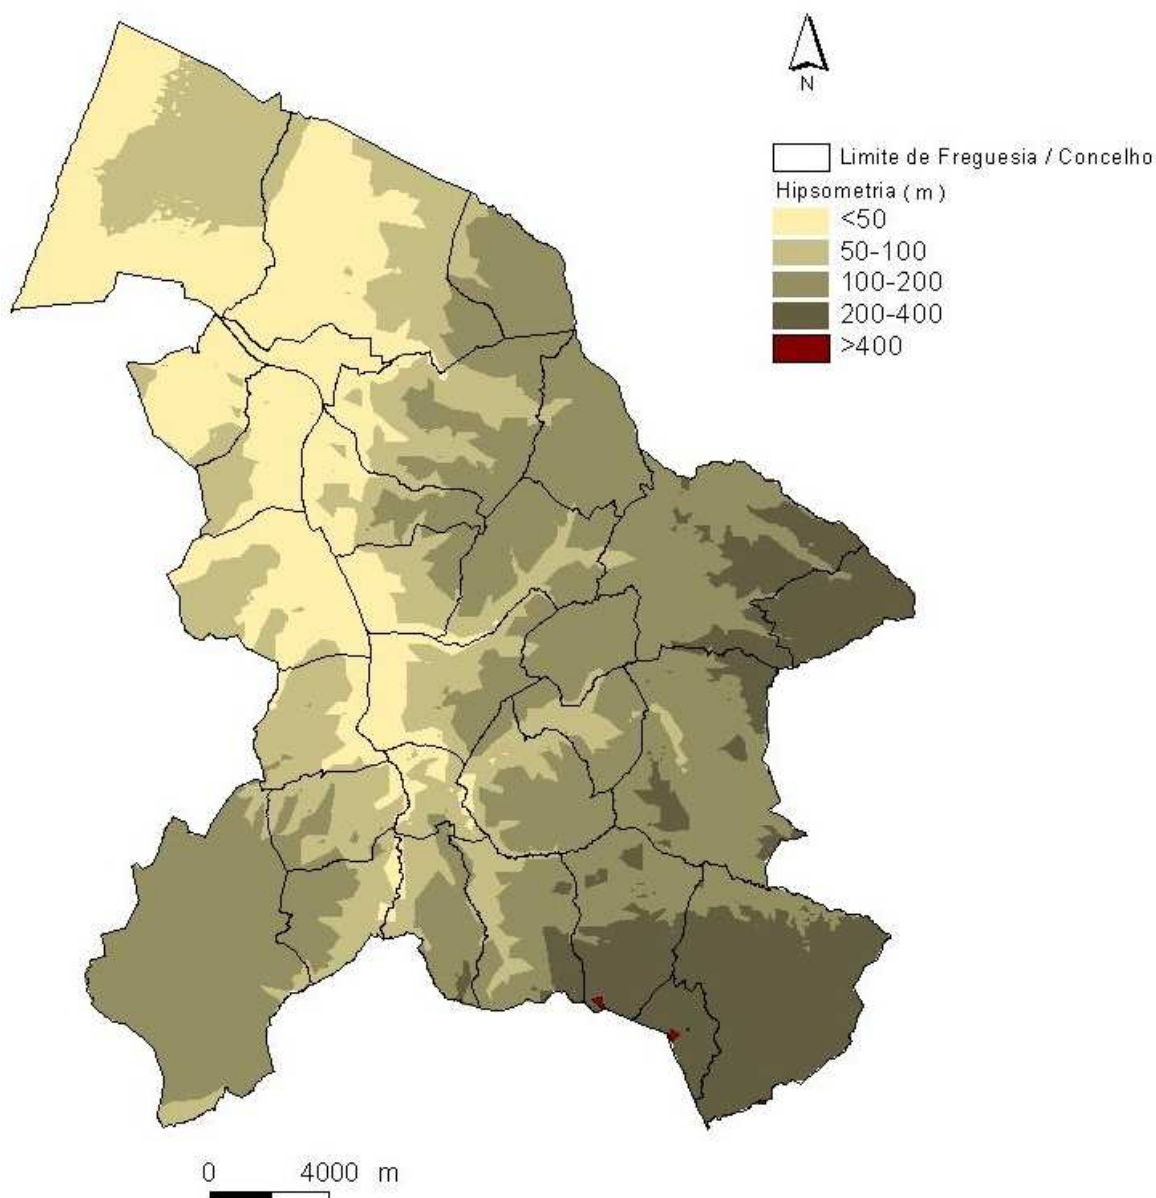 N
Limite de Freguesia / Concelho
Hipsometria ( m )
<50
50-100
100-200
200-400
>400
0 4000 m